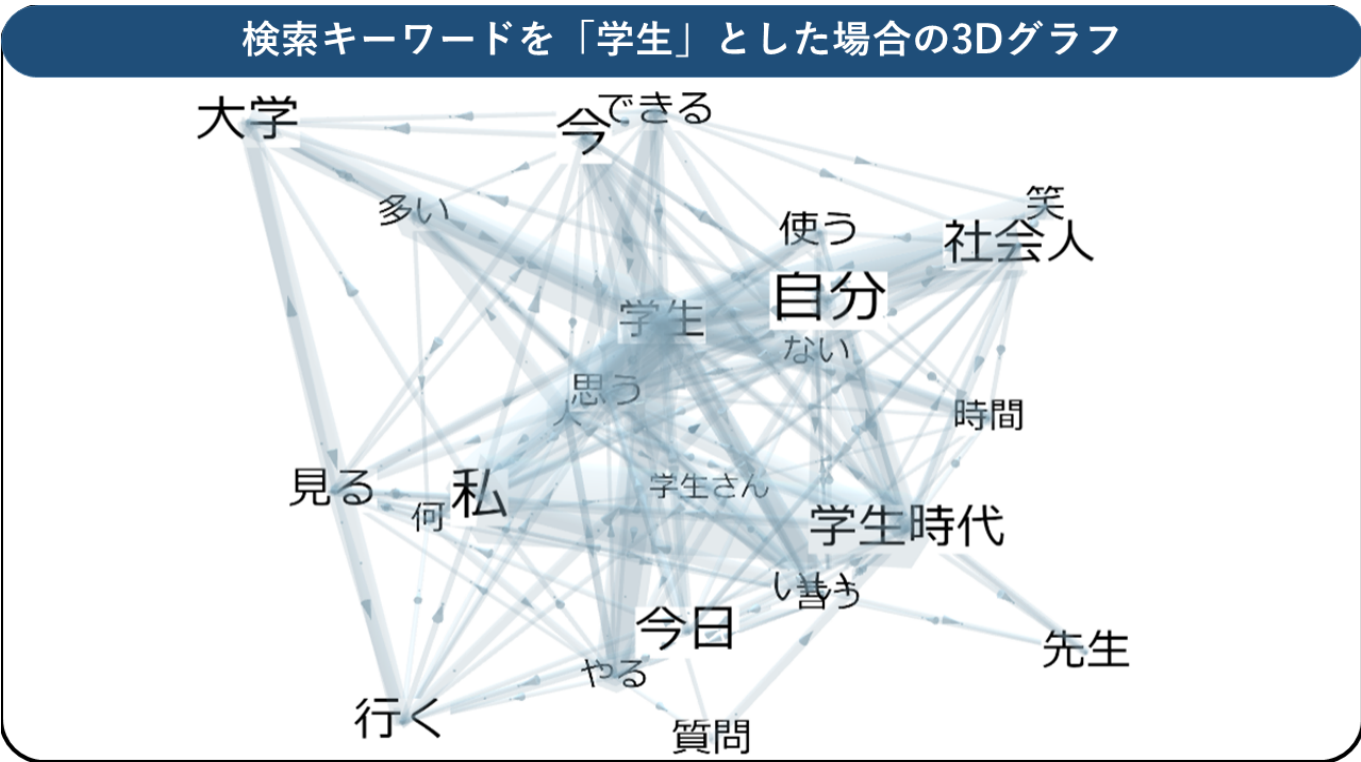 検索キーワードを「学生」とした場合の3Dグラフ
大学
今
できる
多い
笑
使う
社会人
自分
学生
ない
思う
人
時間
見る
私
何
学生さん
学生時代
言う
今日
先生
やる
行く
質問